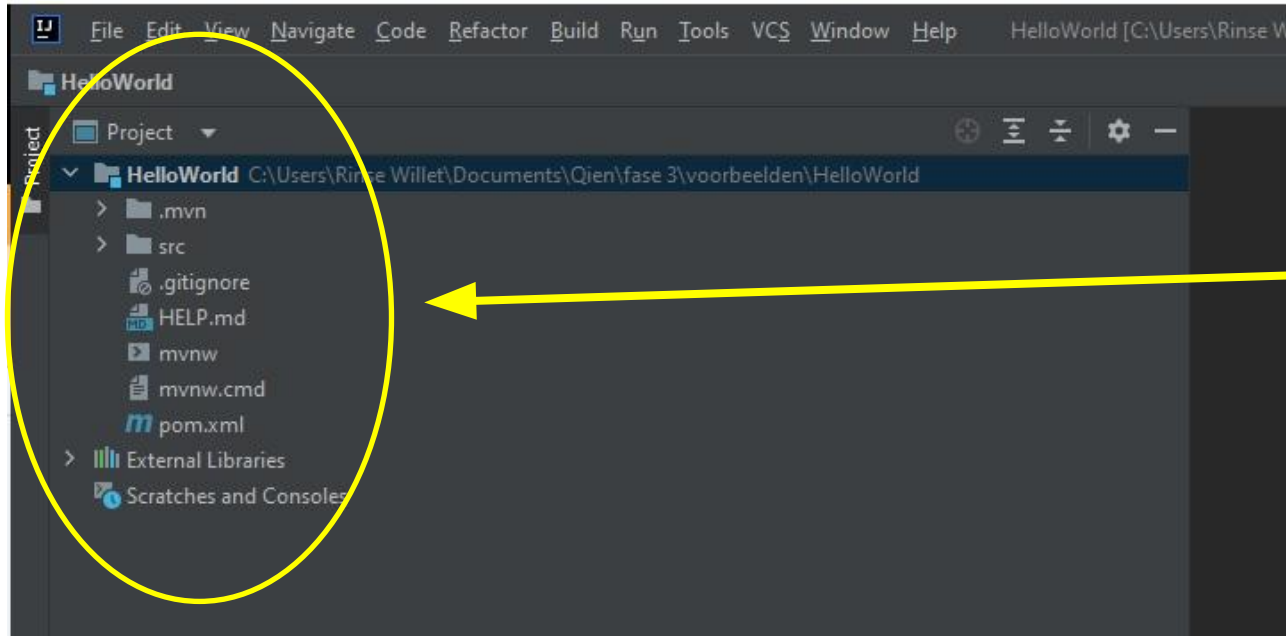 IJ File Edit View Navigate Code Refactor Build Run Tools VCS Window Help HelloWorld [C:\Users\Rinse W
HelloWorld
Project
Project
HelloWorld C:\Users\Rinse Willet\Documents\Qien\fase 3\voorbeelden\HelloWorld
.mvn
src
.gitignore
MD HELP.md
mvnw
mvnw.cmd
m pom.xml
External Libraries
Scratches and Consoles